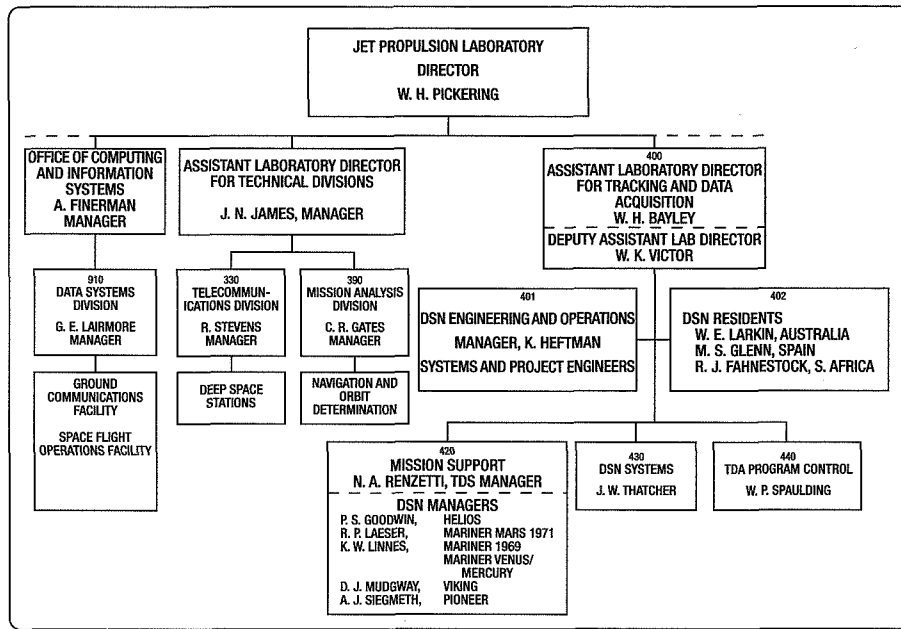 JET PROPULSION LABORATORY
DIRECTOR
W. H. PICKERING
OFFICE OF COMPUTING
AND INFORMATION
SYSTEMS
A. FINERMAN
MANAGER
ASSISTANT LABORATORY DIRECTOR
FOR TECHNICAL DIVISIONS
J. N. JAMES, MANAGER
400
ASSISTANT LABORATORY DIRECTOR
FOR TRACKING AND DATA
ACQUISITION
W. H. BAYLEY
DEPUTY ASSISTANT LAB DIRECTOR
W. K. VICTOR
910
DATA SYSTEMS
DIVISION
G. E. LAIRMORE
MANAGER
330
TELECOMMUN-
ICATIONS DIVISION
R. STEVENS
MANAGER
390
MISSION ANALYSIS
DIVISION
C. R. GATES
MANAGER
401
DSN ENGINEERING AND OPERATIONS
MANAGER, K. HEFTMAN
SYSTEMS AND PROJECT ENGINEERS
402
DSN RESIDENTS
W. E. LARKIN, AUSTRALIA
M. S. GLENN, SPAIN
R. J. FAHNESTOCK, S. AFRICA
GROUND
COMMUNICATIONS
FACILITY
SPACE FLIGHT
OPERATIONS FACILITY
DEEP SPACE
STATIONS
NAVIGATION AND
ORBIT
DETERMINATION
420
MISSION SUPPORT
N. A. RENZETTI, TDS MANAGER
DSN MANAGERS
P. S. GOODWIN, HELIOS
R. P. LAESER, MARINER MARS 1971
K. W. LINNES, MARINER 1969
MARINER VENUS/
MERCURY
D. J. MUDGWAY, VIKING
A. J. SIEGMETH, PIONEER
430
DSN SYSTEMS
J. W. THATCHER
440
TDA PROGRAM CONTROL
W. P. SPAULDING